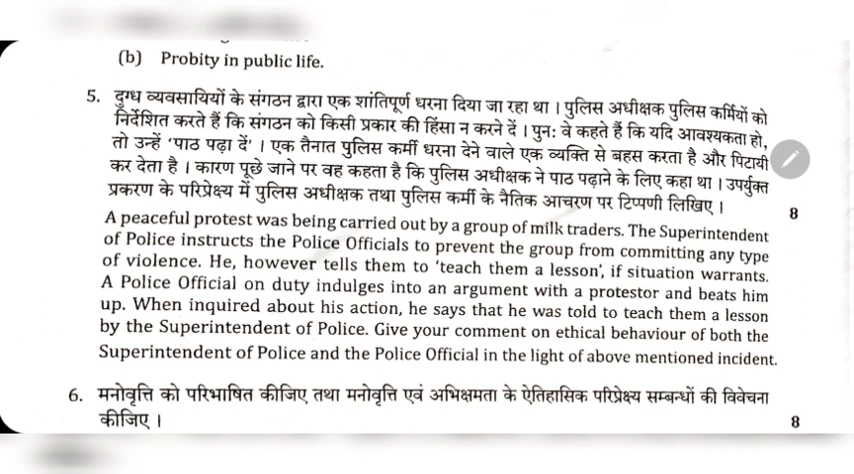 (b) Probity in public life.
5. दुग्ध व्यवसायियों के संगठन द्वारा एक शांतिपूर्ण धरना दिया जा रहा था । पुलिस अधीक्षक पुलिस कर्मियों को
निर्देशित करते हैं कि संगठन को किसी प्रकार की हिंसा न करने दें । पुनः वे कहते हैं कि यदि आवश्यकता हो,
तो उन्हें ‘पाठ पढ़ा दें’ । एक तैनात पुलिस कर्मी धरना देने वाले एक व्यक्ति से बहस करता है और पिटायी
कर देता है । कारण पूछे जाने पर वह कहता है कि पुलिस अधीक्षक ने पाठ पढ़ाने के लिए कहा था । उपर्युक्त
प्रकरण के परिप्रेक्ष्य में पुलिस अधीक्षक तथा पुलिस कर्मी के नैतिक आचरण पर टिप्पणी लिखिए । 8
A peaceful protest was being carried out by a group of milk traders. The Superintendent
of Police instructs the Police Officials to prevent the group from committing any type
of violence. He, however tells them to ‘teach them a lesson’, if situation warrants.
A Police Official on duty indulges into an argument with a protestor and beats him
up. When inquired about his action, he says that he was told to teach them a lesson
by the Superintendent of Police. Give your comment on ethical behaviour of both the
Superintendent of Police and the Police Official in the light of above mentioned incident.
6. मनोवृत्ति को परिभाषित कीजिए तथा मनोवृत्ति एवं अभिक्षमता के ऐतिहासिक परिप्रेक्ष्य सम्बन्धों की विवेचना
कीजिए । 8